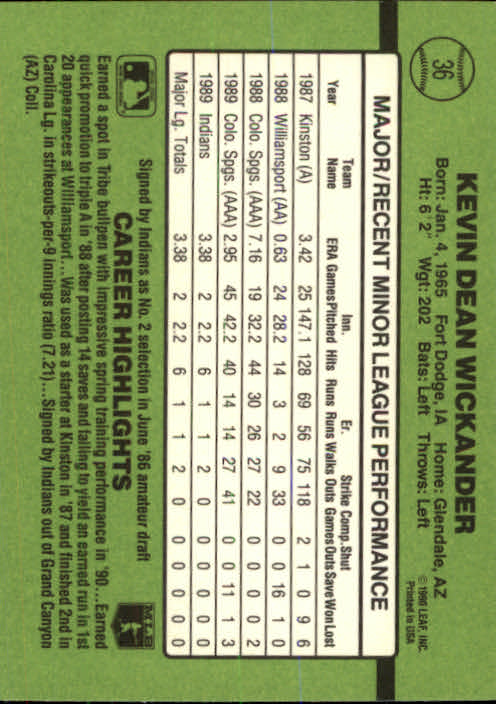 36
KEVIN DEAN WICKANDER
Born: Jan. 4, 1965 Fort Dodge, IA Home: Glendale, AZ
Ht: 6'2" Wgt: 202 Bats: Left Throws: Left
© 1990 LEAF, INC.
Printed in USA
MAJOR/RECENT MINOR LEAGUE PERFORMANCE
Team Inn. Er. Strike Comp. Shut
Year Name ERA Games Pitched Hits Runs Runs Walks Outs Games Outs Save Won Lost
1987 Kinston (A) 3.42 25 147.1 128 69 56 75 118 2 1 0 9 6
1988 Williamsport (AA) 0.63 24 28.2 14 3 2 9 33 0 0 16 1 0
1988 Colo. Spgs. (AAA) 7.16 19 32.2 44 30 26 27 22 0 0 0 0 2
1989 Colo. Spgs. (AAA) 2.95 45 42.2 40 14 14 27 41 0 0 11 1 3
1989 Indians 3.38 2 2.2 6 1 1 2 0 0 0 0 0 0
Major Lg. Totals 3.38 2 2.2 6 1 1 2 0 0 0 0 0 0
Signed by Indians as No. 2 selection in June '86 amateur draft
CAREER HIGHLIGHTS
MLB
Earned a spot in Tribe bullpen with impressive spring training performance in '90...Earned
quick promotion to triple A in '88 after posting 14 saves and failing to yield an earned run in 1st
20 appearances at Williamsport...Was used as a starter at Kinston in '87 and finished 2nd in
Carolina Lg. in strikeouts-per-9 innings ratio (7.21)...Signed by Indians out of Grand Canyon
(AZ) Coll.